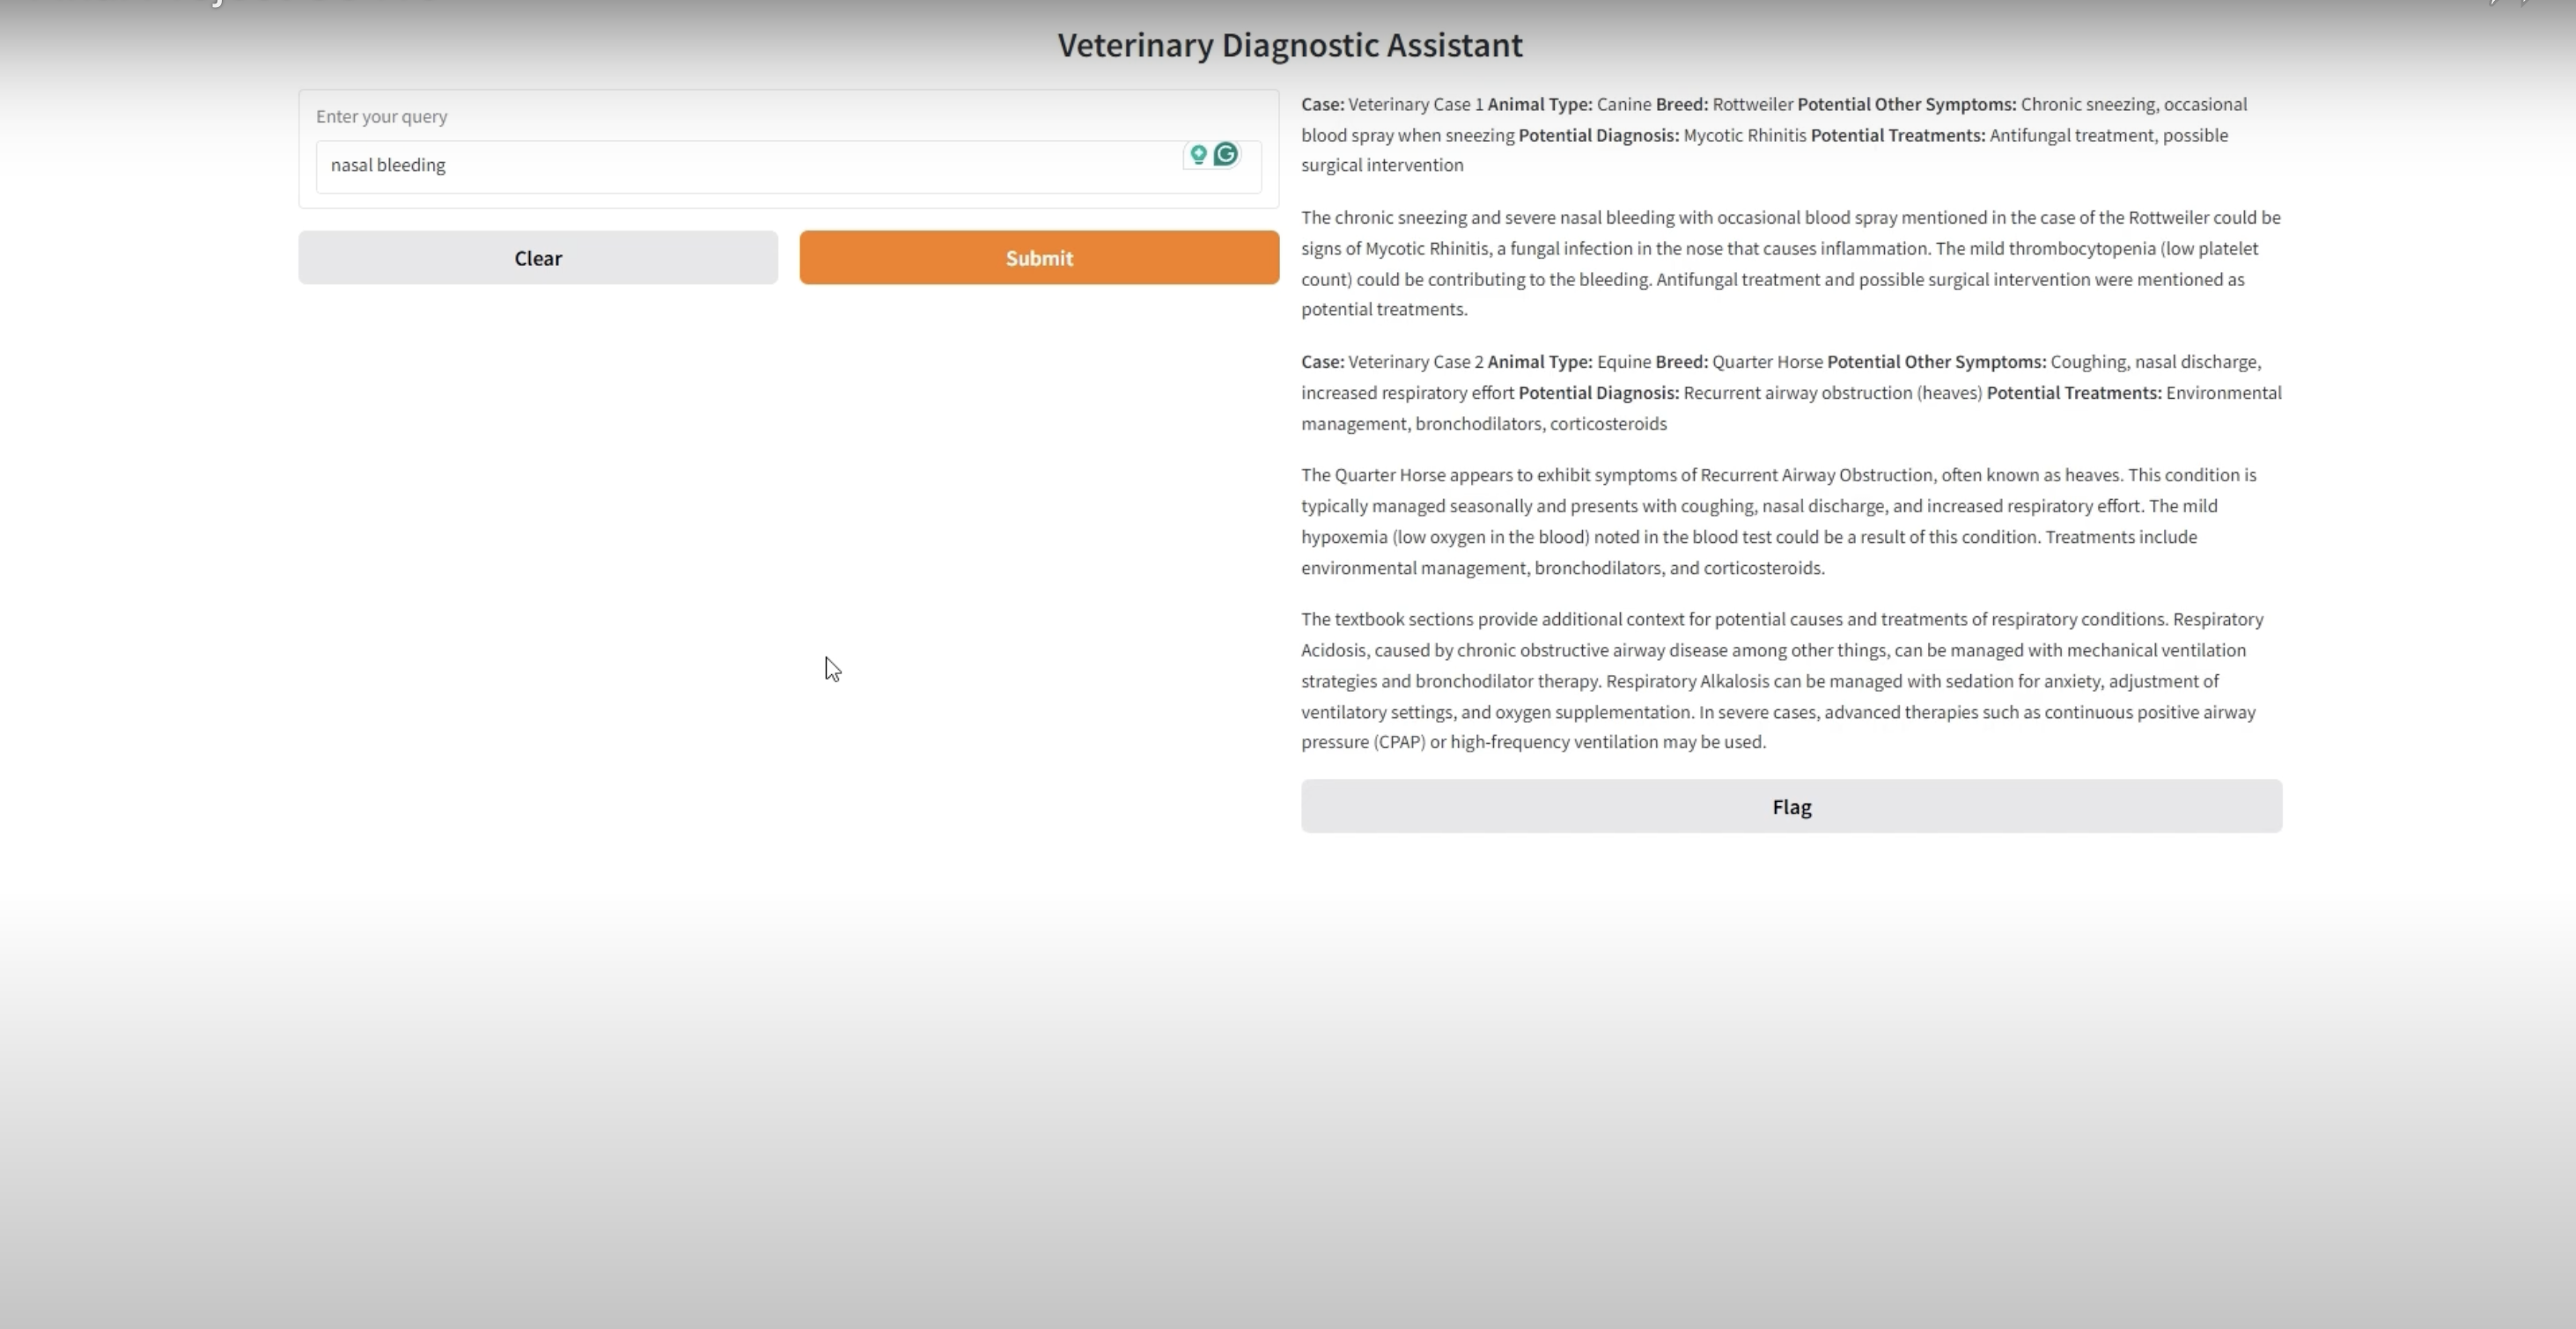 Veterinary Diagnostic Assistant
Enter your query
nasal bleeding
Clear
Submit
Case: Veterinary Case 1 Animal Type: Canine Breed: Rottweiler Potential Other Symptoms: Chronic sneezing, occasional
blood spray when sneezing Potential Diagnosis: Mycotic Rhinitis Potential Treatments: Antifungal treatment, possible
surgical intervention
The chronic sneezing and severe nasal bleeding with occasional blood spray mentioned in the case of the Rottweiler could be
signs of Mycotic Rhinitis, a fungal infection in the nose that causes inflammation. The mild thrombocytopenia (low platelet
count) could be contributing to the bleeding. Antifungal treatment and possible surgical intervention were mentioned as
potential treatments.
Case: Veterinary Case 2 Animal Type: Equine Breed: Quarter Horse Potential Other Symptoms: Coughing, nasal discharge,
increased respiratory effort Potential Diagnosis: Recurrent airway obstruction (heaves) Potential Treatments: Environmental
management, bronchodilators, corticosteroids
The Quarter Horse appears to exhibit symptoms of Recurrent Airway Obstruction, often known as heaves. This condition is
typically managed seasonally and presents with coughing, nasal discharge, and increased respiratory effort. The mild
hypoxemia (low oxygen in the blood) noted in the blood test could be a result of this condition. Treatments include
environmental management, bronchodilators, and corticosteroids.
The textbook sections provide additional context for potential causes and treatments of respiratory conditions. Respiratory
Acidosis, caused by chronic obstructive airway disease among other things, can be managed with mechanical ventilation
strategies and bronchodilator therapy. Respiratory Alkalosis can be managed with sedation for anxiety, adjustment of
ventilatory settings, and oxygen supplementation. In severe cases, advanced therapies such as continuous positive airway
pressure (CPAP) or high-frequency ventilation may be used.
Flag